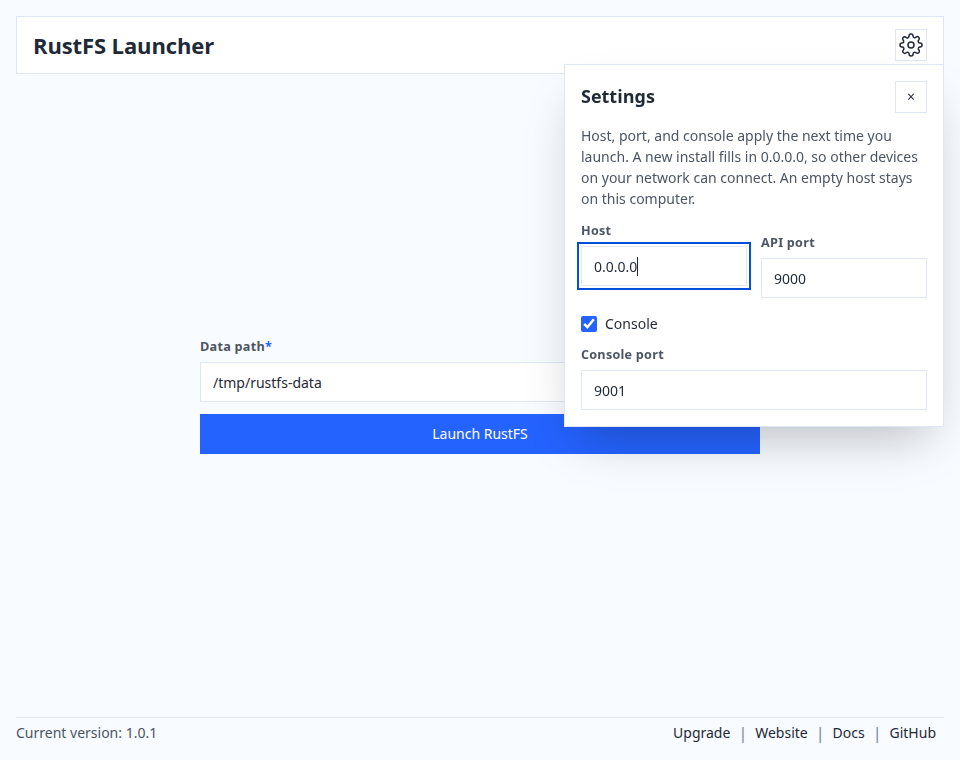 RustFS Launcher
Settings
×
Host, port, and console apply the next time you
launch. A new install fills in 0.0.0.0, so other devices
on your network can connect. An empty host stays
on this computer.
Host
API port
0.0.0.0
9000
Console
Console port
9001
Data path*
/tmp/rustfs-data
Launch RustFS
Current version: 1.0.1
Upgrade | Website | Docs | GitHub